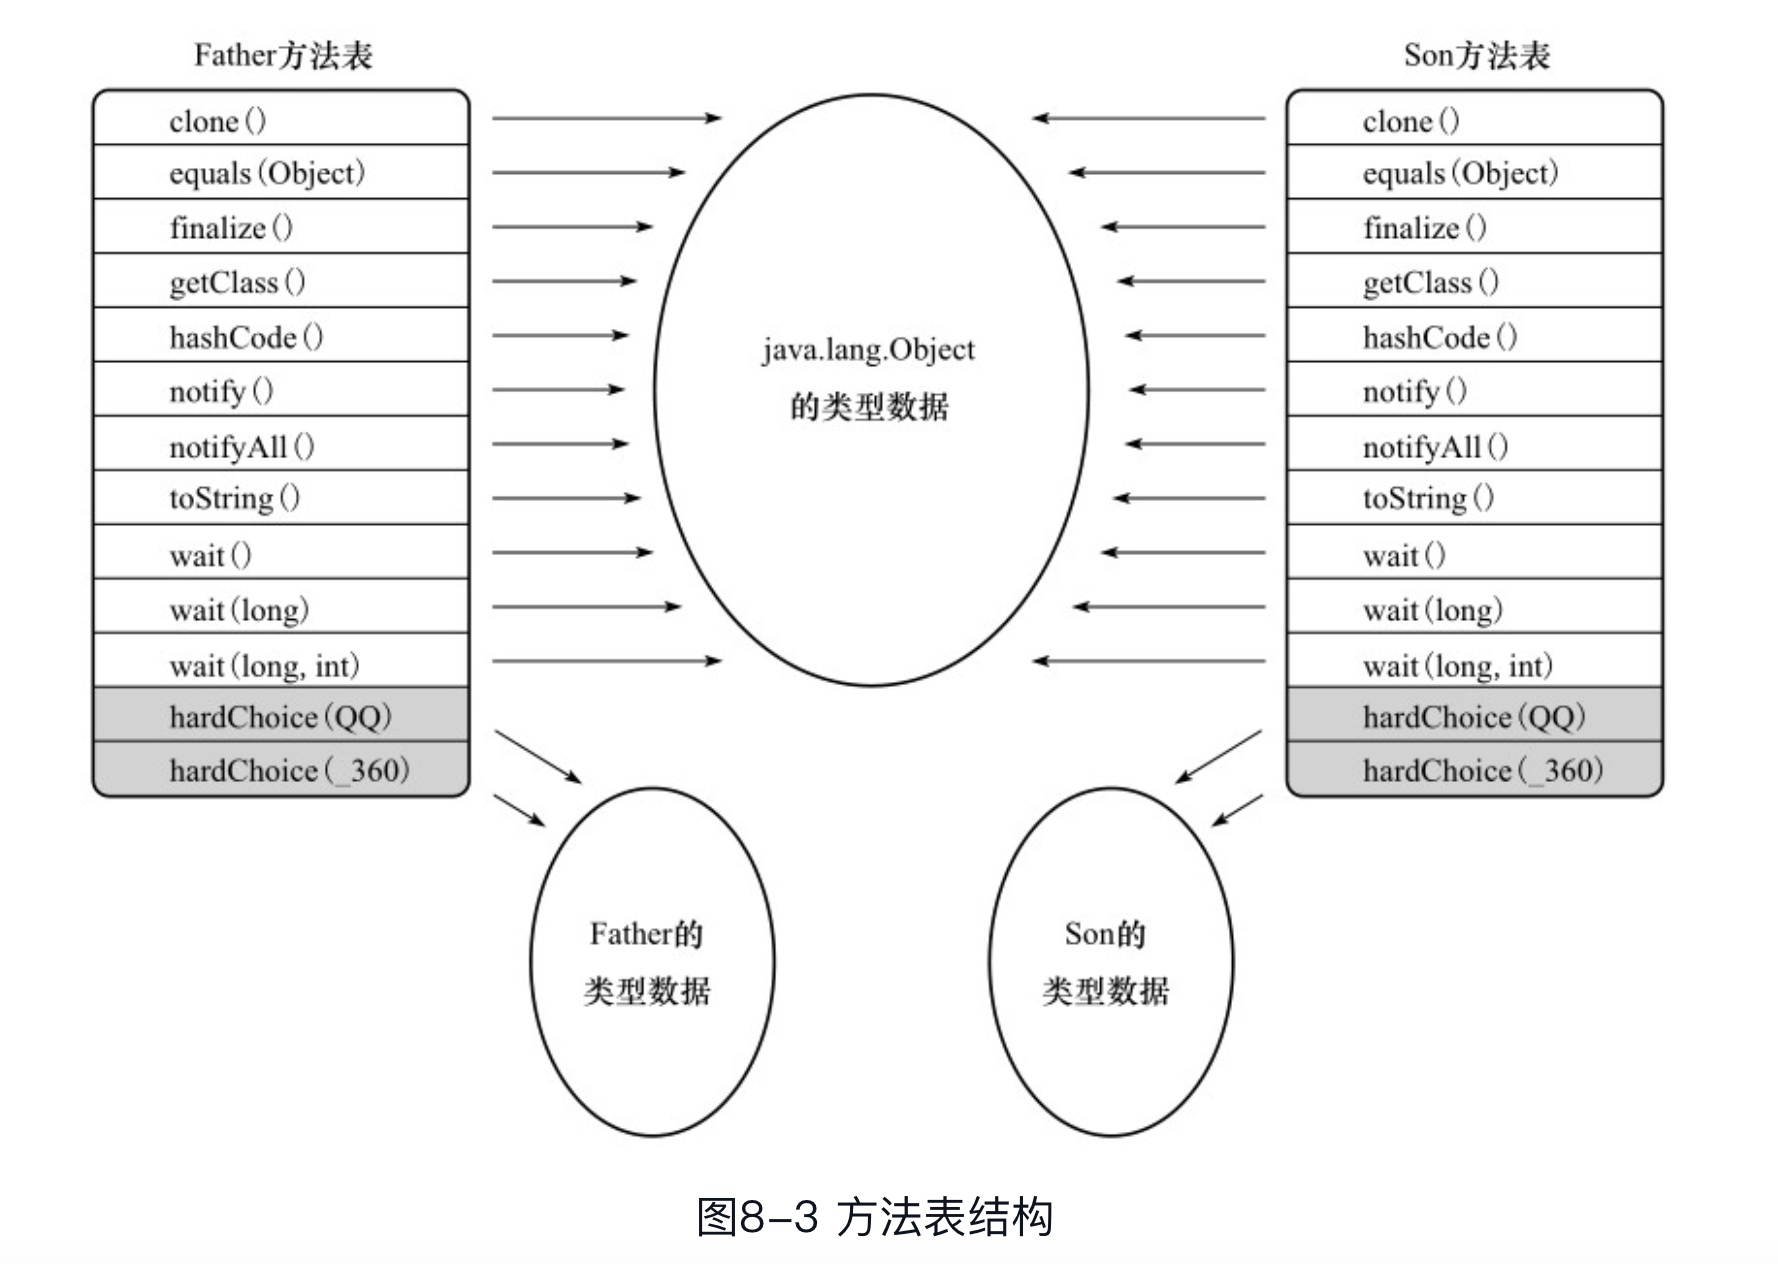 Father方法表
clone()
equals(Object)
finalize()
getClass()
hashCode()
notify()
notifyAll()
toString()
wait()
wait(long)
wait(long, int)
hardChoice(QQ)
hardChoice(_360)
java.lang.Object
的类型数据
Son方法表
clone()
equals(Object)
finalize()
getClass()
hashCode()
notify()
notifyAll()
toString()
wait()
wait(long)
wait(long, int)
hardChoice(QQ)
hardChoice(_360)
Father的
类型数据
Son的
类型数据
图8-3 方法表结构